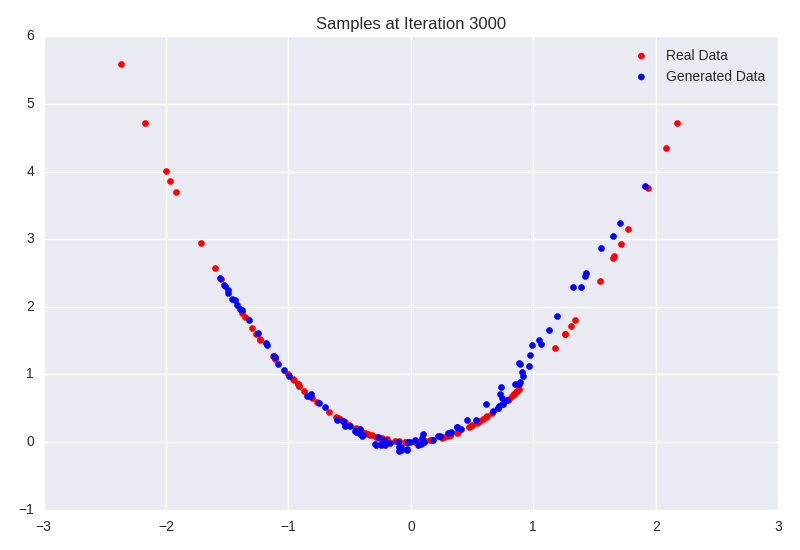 Samples at Iteration 3000
Real Data
Generated Data
6
5
4
3
2
1
0
−1
−3 −2 −1 0 1 2 3